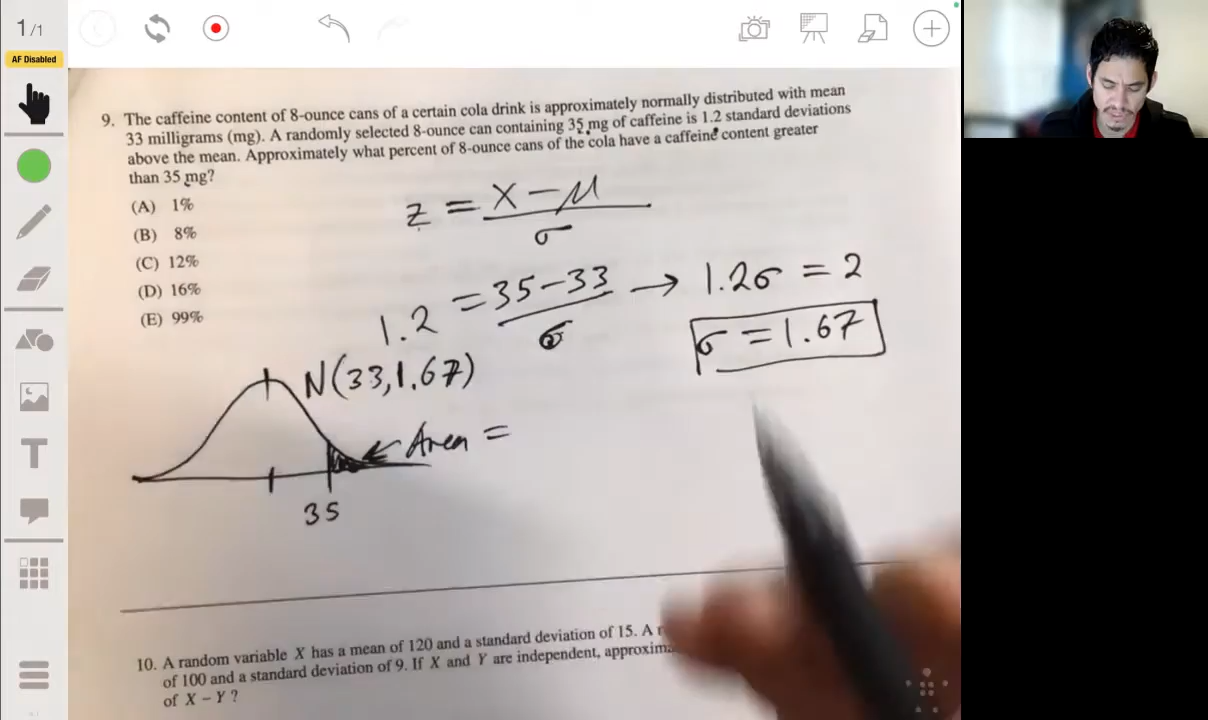 1/1
AF Disabled
9. The caffeine content of 8-ounce cans of a certain cola drink is approximately normally distributed with mean
33 milligrams (mg). A randomly selected 8-ounce can containing 35 mg of caffeine is 1.2 standard deviations
above the mean. Approximately what percent of 8-ounce cans of the cola have a caffeine content greater
than 35 mg?
(A) 1%
(B) 8%
(C) 12%
(D) 16%
(E) 99%
z = X - μ
σ
1.2 = 35-33 → 1.2σ = 2
σ
σ = 1.67
N(33,1.67)
← Area =
35
T
10. A random variable X has a mean of 120 and a standard deviation of 15. A
of 100 and a standard deviation of 9. If X and Y are independent,
of X - Y ?